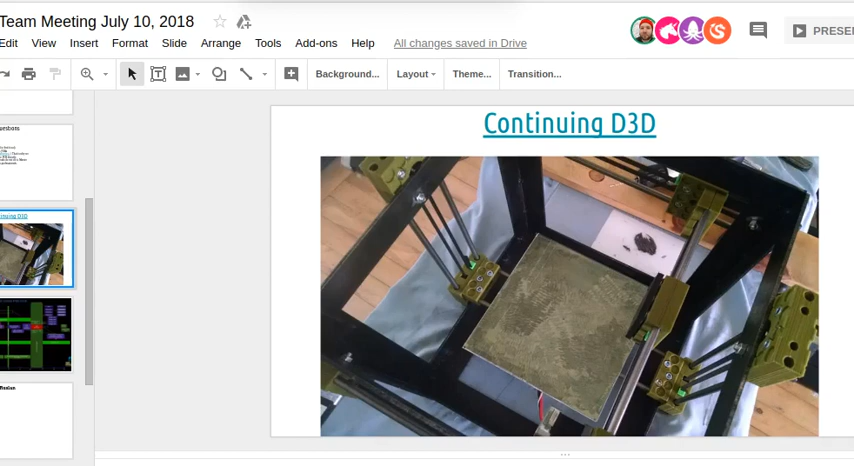 Team Meeting July 10, 2018
Edit View Insert Format Slide Arrange Tools Add-ons Help All changes saved in Drive
PRESE
Background... Layout Theme... Transition...
Continuing D3D